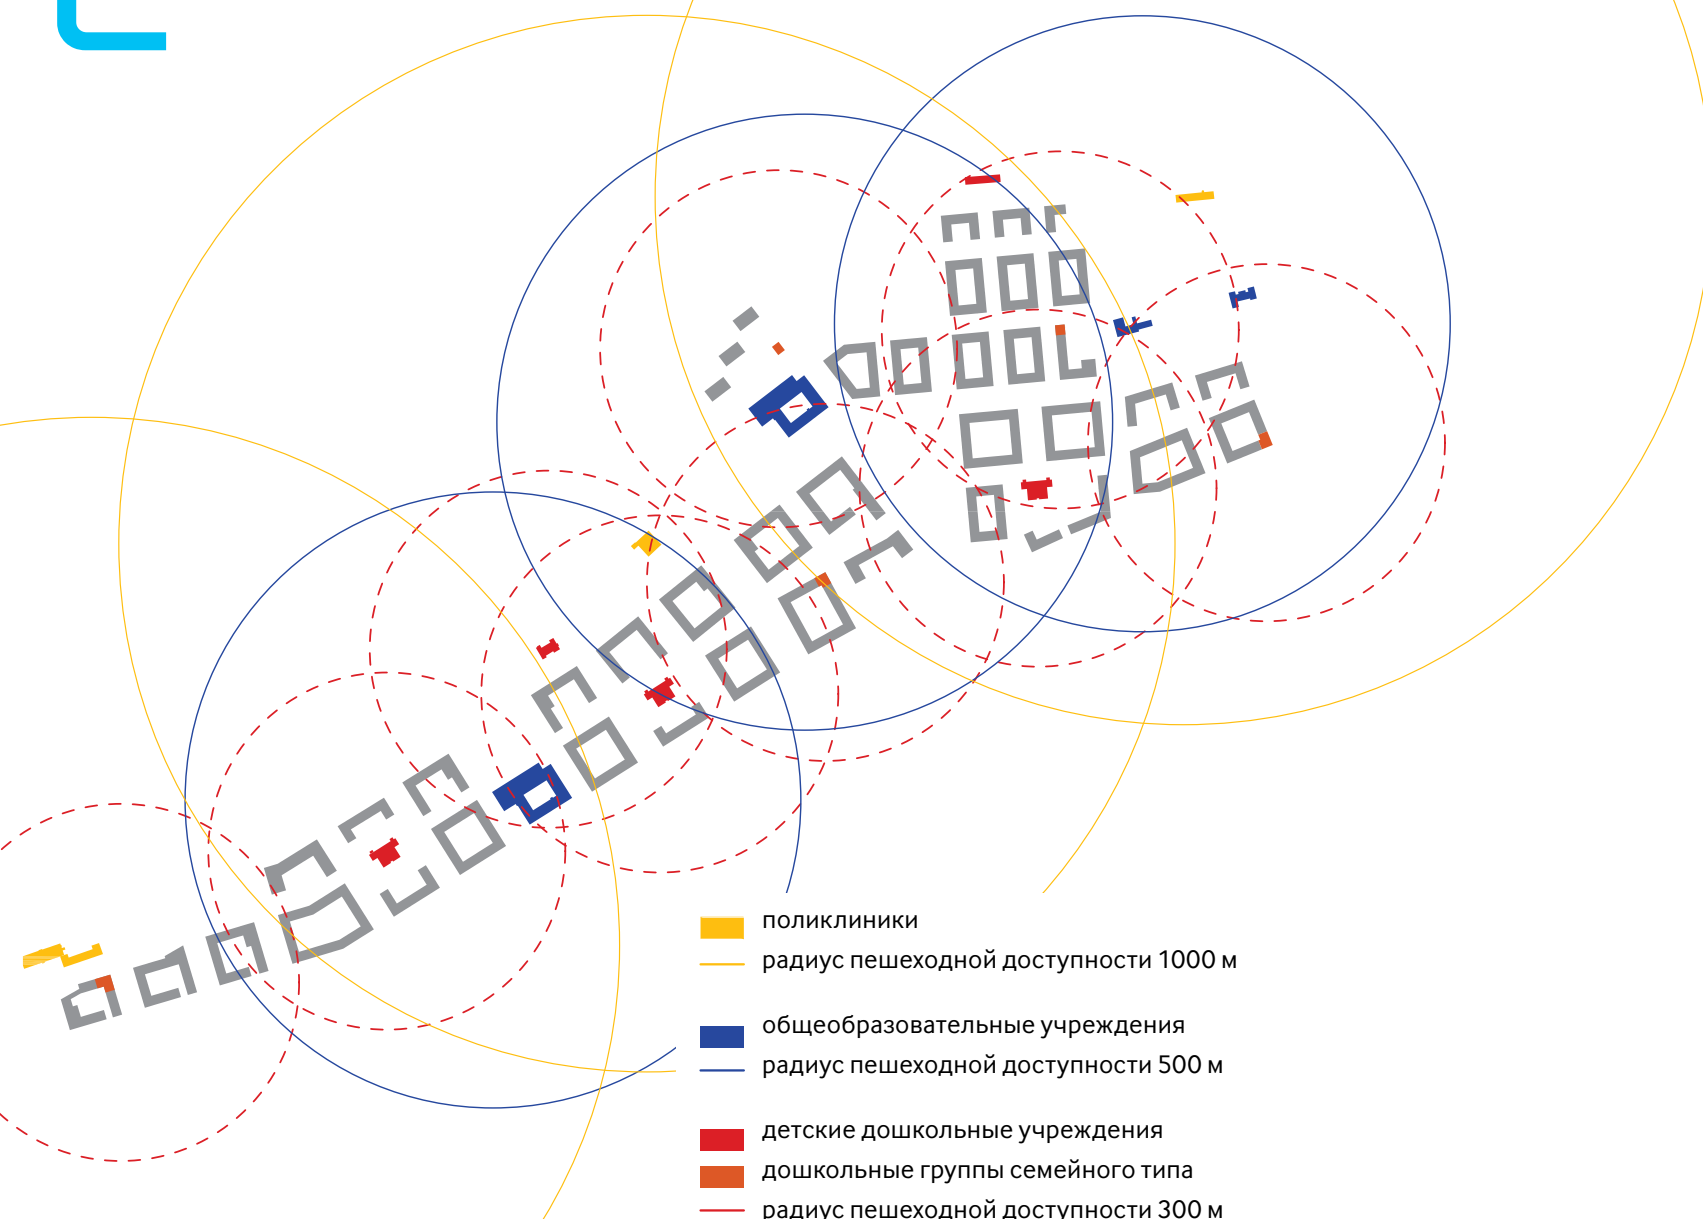 поликлиники
радиус пешеходной доступности 1000 м
общеобразовательные учреждения
радиус пешеходной доступности 500 м
детские дошкольные учреждения
дошкольные группы семейного типа
радиус пешеходной доступности 300 м